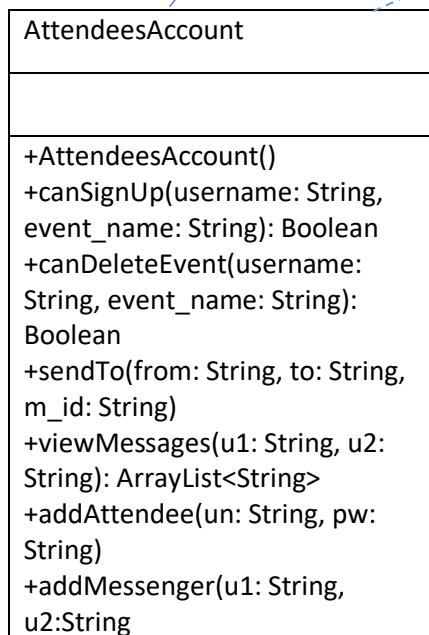 AttendeesAccount
+AttendeesAccount()
+canSignUp(username: String,
event_name: String): Boolean
+canDeleteEvent(username:
String, event_name: String):
Boolean
+sendTo(from: String, to: String,
m_id: String)
+viewMessages(u1: String, u2:
String): ArrayList<String>
+addAttendee(un: String, pw:
String)
+addMessenger(u1: String,
u2:String